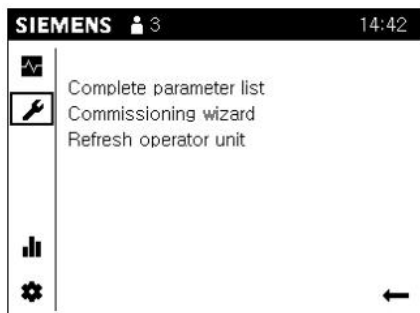 SIEMENS 3 14:42
Complete parameter list
Commissioning wizard
Refresh operator unit